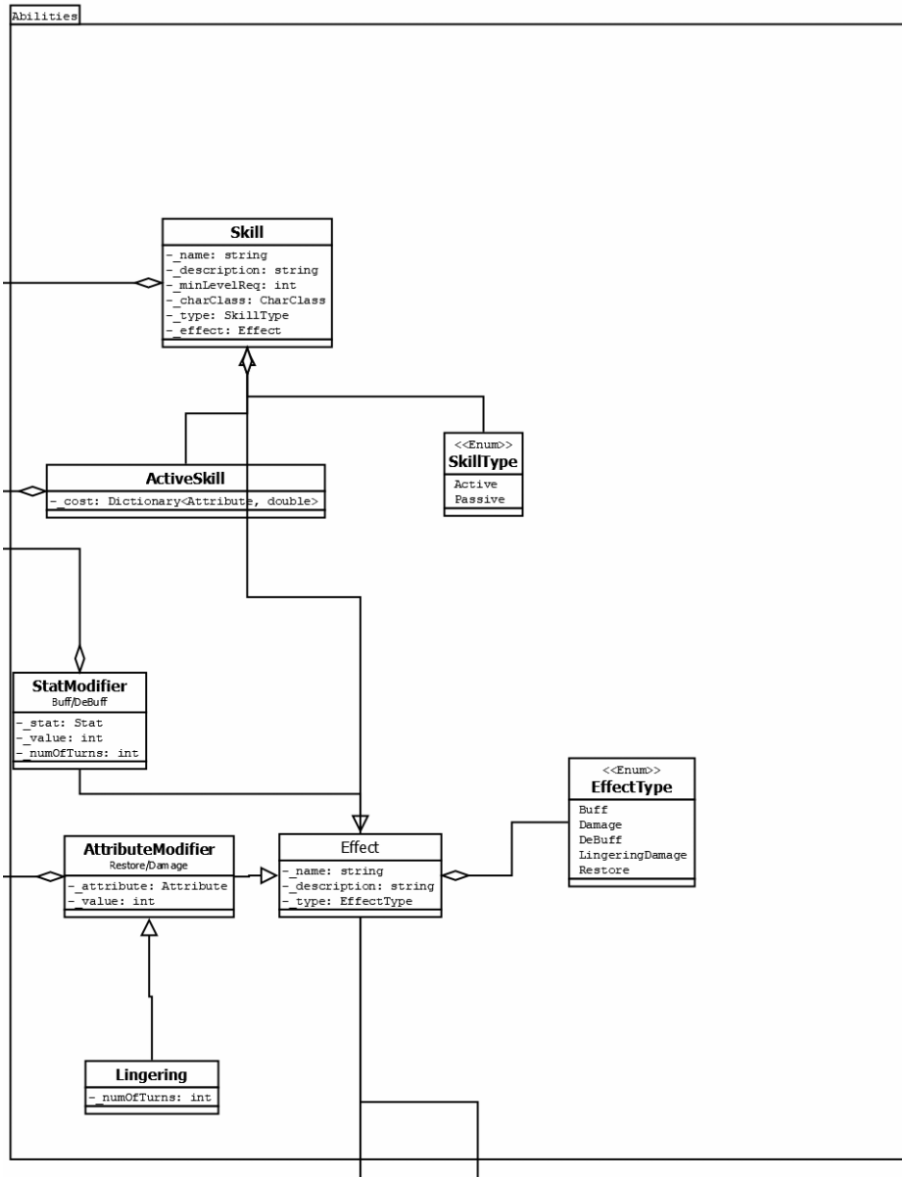 Abilities
Skill
-_name: string
-_description: string
-_minLevelReq: int
-_charClass: CharClass
-_type: SkillType
-_effect: Effect
<<Enum>>
SkillType
Active
Passive
ActiveSkill
-_cost: Dictionary<Attribute, double>
StatModifier
Buff/DeBuff
-_stat: Stat
-_value: int
-_numOfTurns: int
<<Enum>>
EffectType
Buff
Damage
DeBuff
LingeringDamage
Restore
AttributeModifier
Restore/Damage
-_attribute: Attribute
-_value: int
Effect
-_name: string
-_description: string
-_type: EffectType
Lingering
-_numOfTurns: int